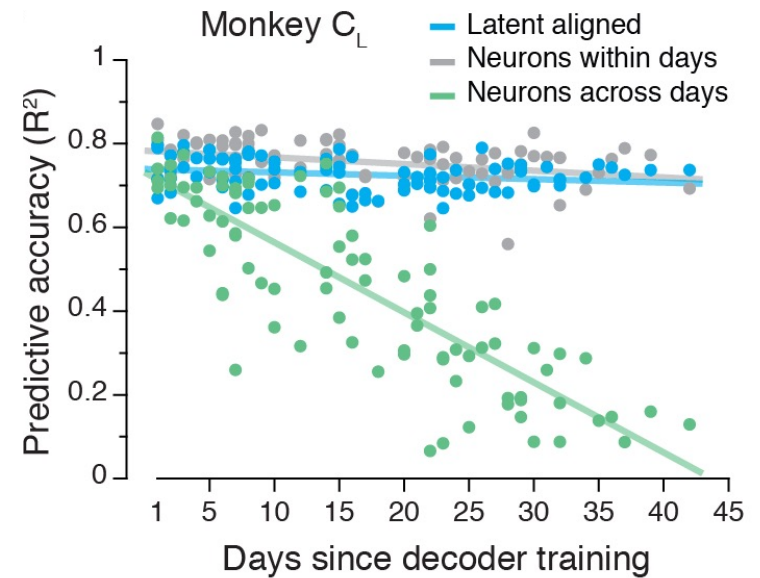 Monkey C_L
Latent aligned
Neurons within days
Neurons across days
Predictive accuracy (R²)
1
0.8
0.6
0.4
0.2
0
1 5 10 15 20 25 30 35 40 45
Days since decoder training